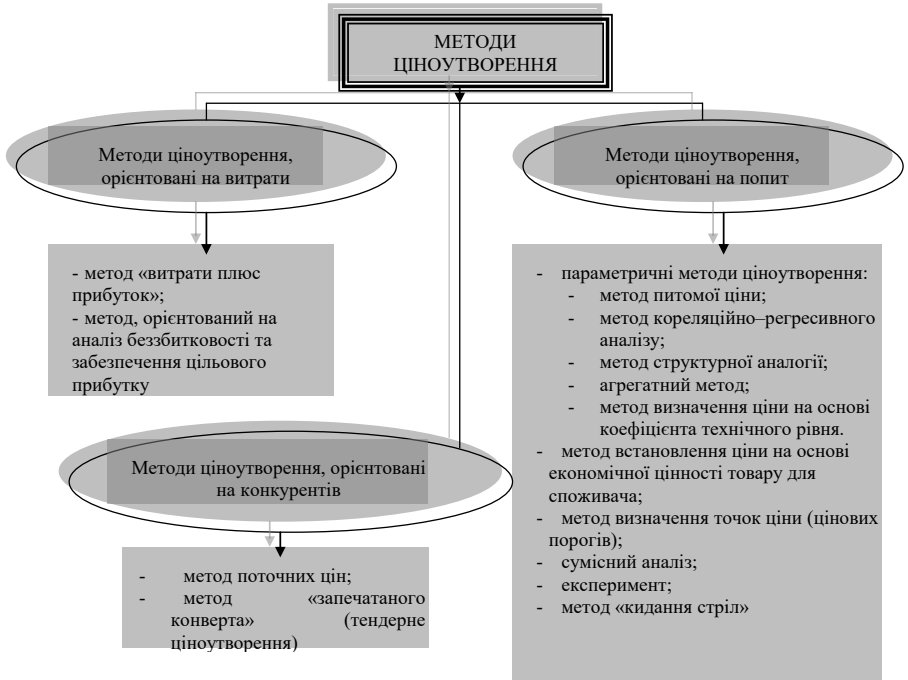 МЕТОДИ
ЦІНОУТВОРЕННЯ
Методи ціноутворення,
орієнтовані на витрати
- метод «витрати плюс
прибуток»;
- метод, орієнтований на
аналіз беззбитковості та
забезпечення цільового
прибутку
Методи ціноутворення,
орієнтовані на попит
- параметричні методи ціноутворення:
- метод питомої ціни;
- метод кореляційно–регресивного
аналізу;
- метод структурної аналогії;
- агрегатний метод;
- метод визначення ціни на основі
коефіцієнта технічного рівня.
- метод встановлення ціни на основі
економічної цінності товару для
споживача;
- метод визначення точок ціни (цінових
порогів);
- сумісний аналіз;
- експеримент;
- метод «кидання стріл»
Методи ціноутворення, орієнтовані
на конкурентів
- метод поточних цін;
- метод «запечатаного
конверта» (тендерне
ціноутворення)